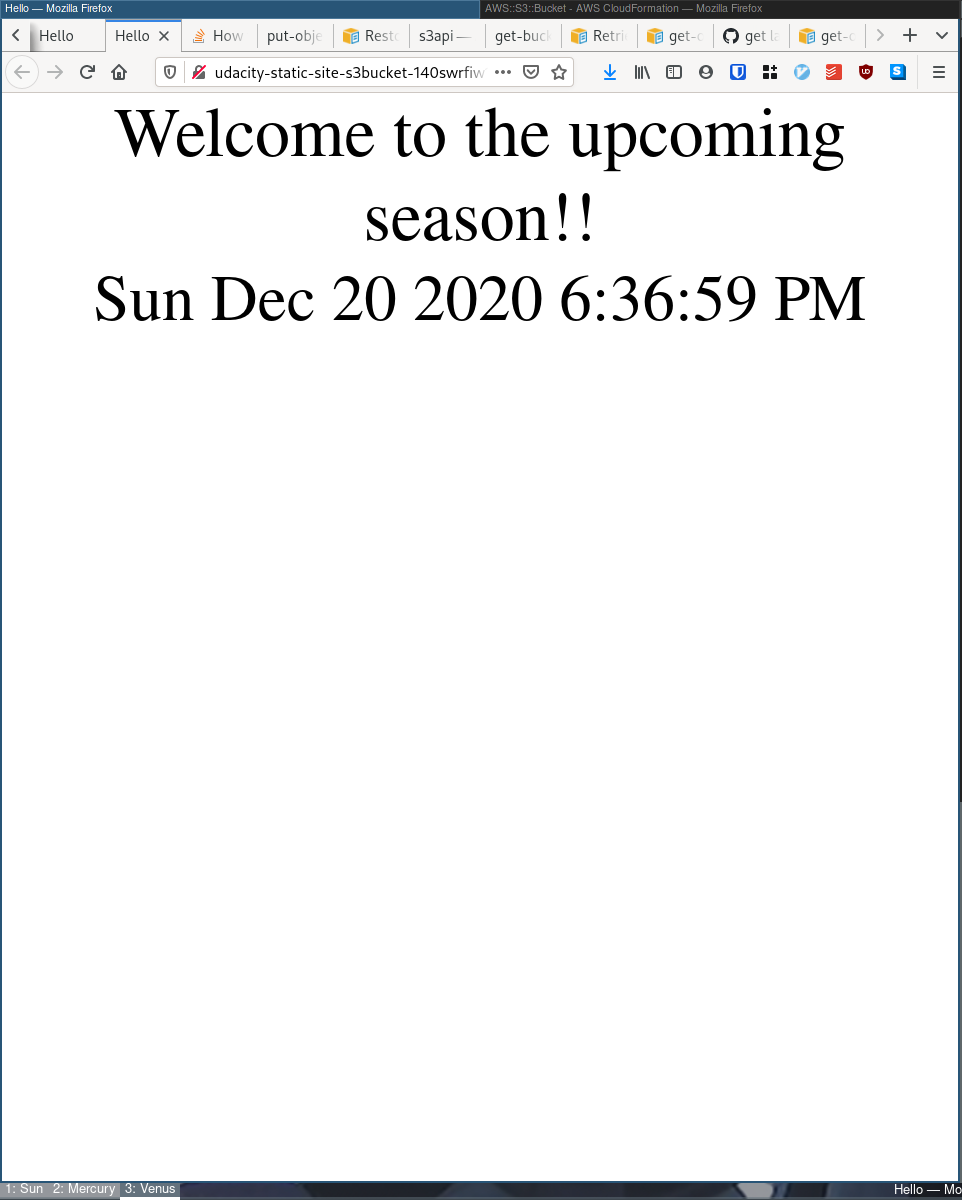 Hello — Mozilla Firefox
AWS::S3::Bucket - AWS CloudFormation — Mozilla Firefox
Hello
Hello
How
put-obje
Resto
s3api —
get-buck
Retri
get-
get la
get-
udacity-static-site-s3bucket-140swrfiw
Welcome to the upcoming
season!!
Sun Dec 20 2020 6:36:59 PM
1: Sun 2: Mercury 3: Venus
Hello — Mo